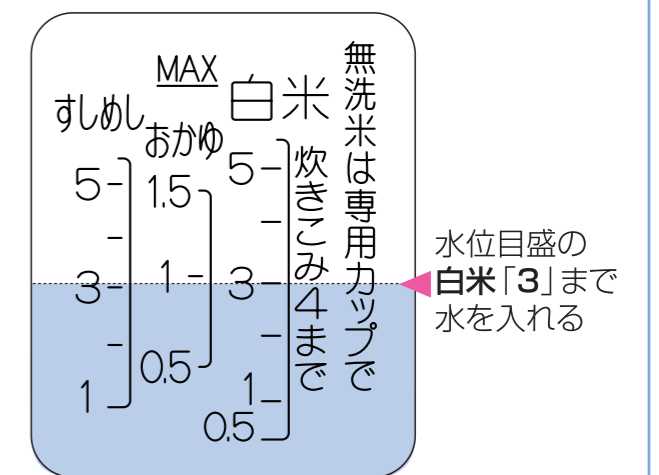 無洗米は専用カップで
MAX
白米
炊きこみ4まで
5
3
1
0.5
おかゆ
1.5
1
0.5
すしめし
5
3
1
水位目盛の
白米「3」まで
水を入れる